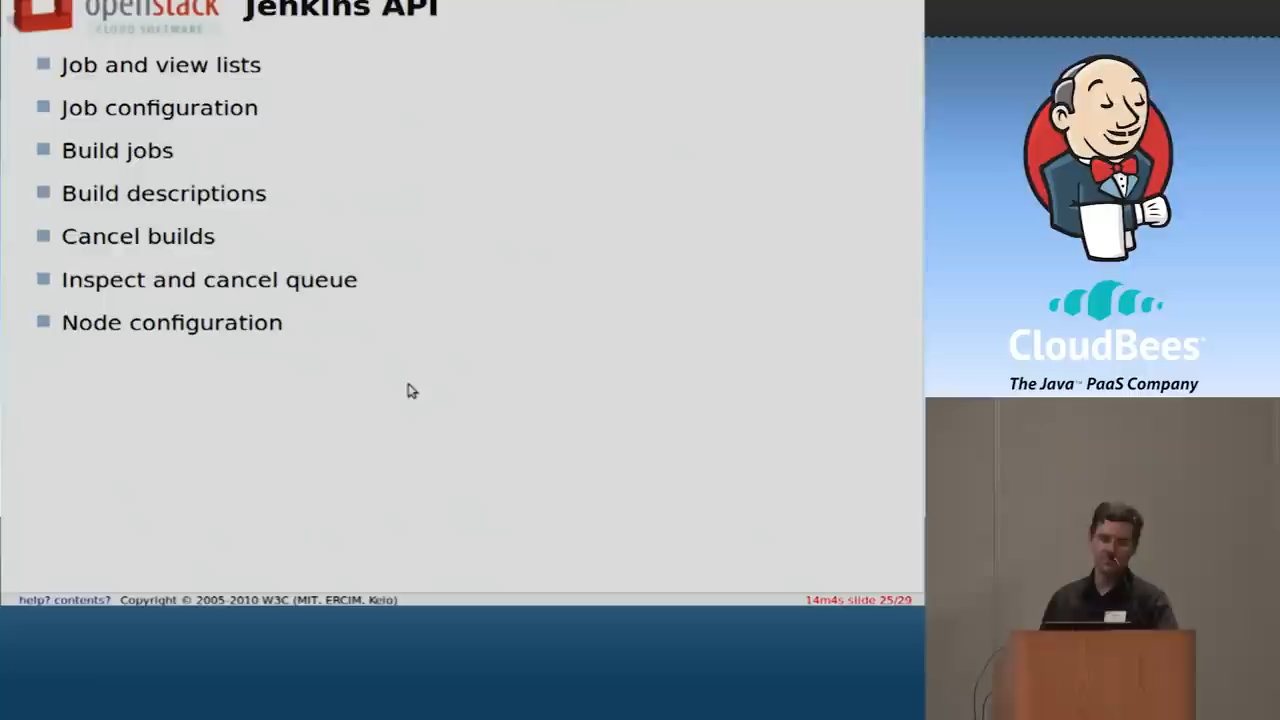 openstack
CLOUD SOFTWARE
Jenkins API
Job and view lists
Job configuration
Build jobs
Build descriptions
Cancel builds
Inspect and cancel queue
Node configuration
help? contents? Copyright © 2005-2010 W3C (MIT, ERCIM, Keio)
14m4s slide 25/29
CloudBees
The Java™ PaaS Company